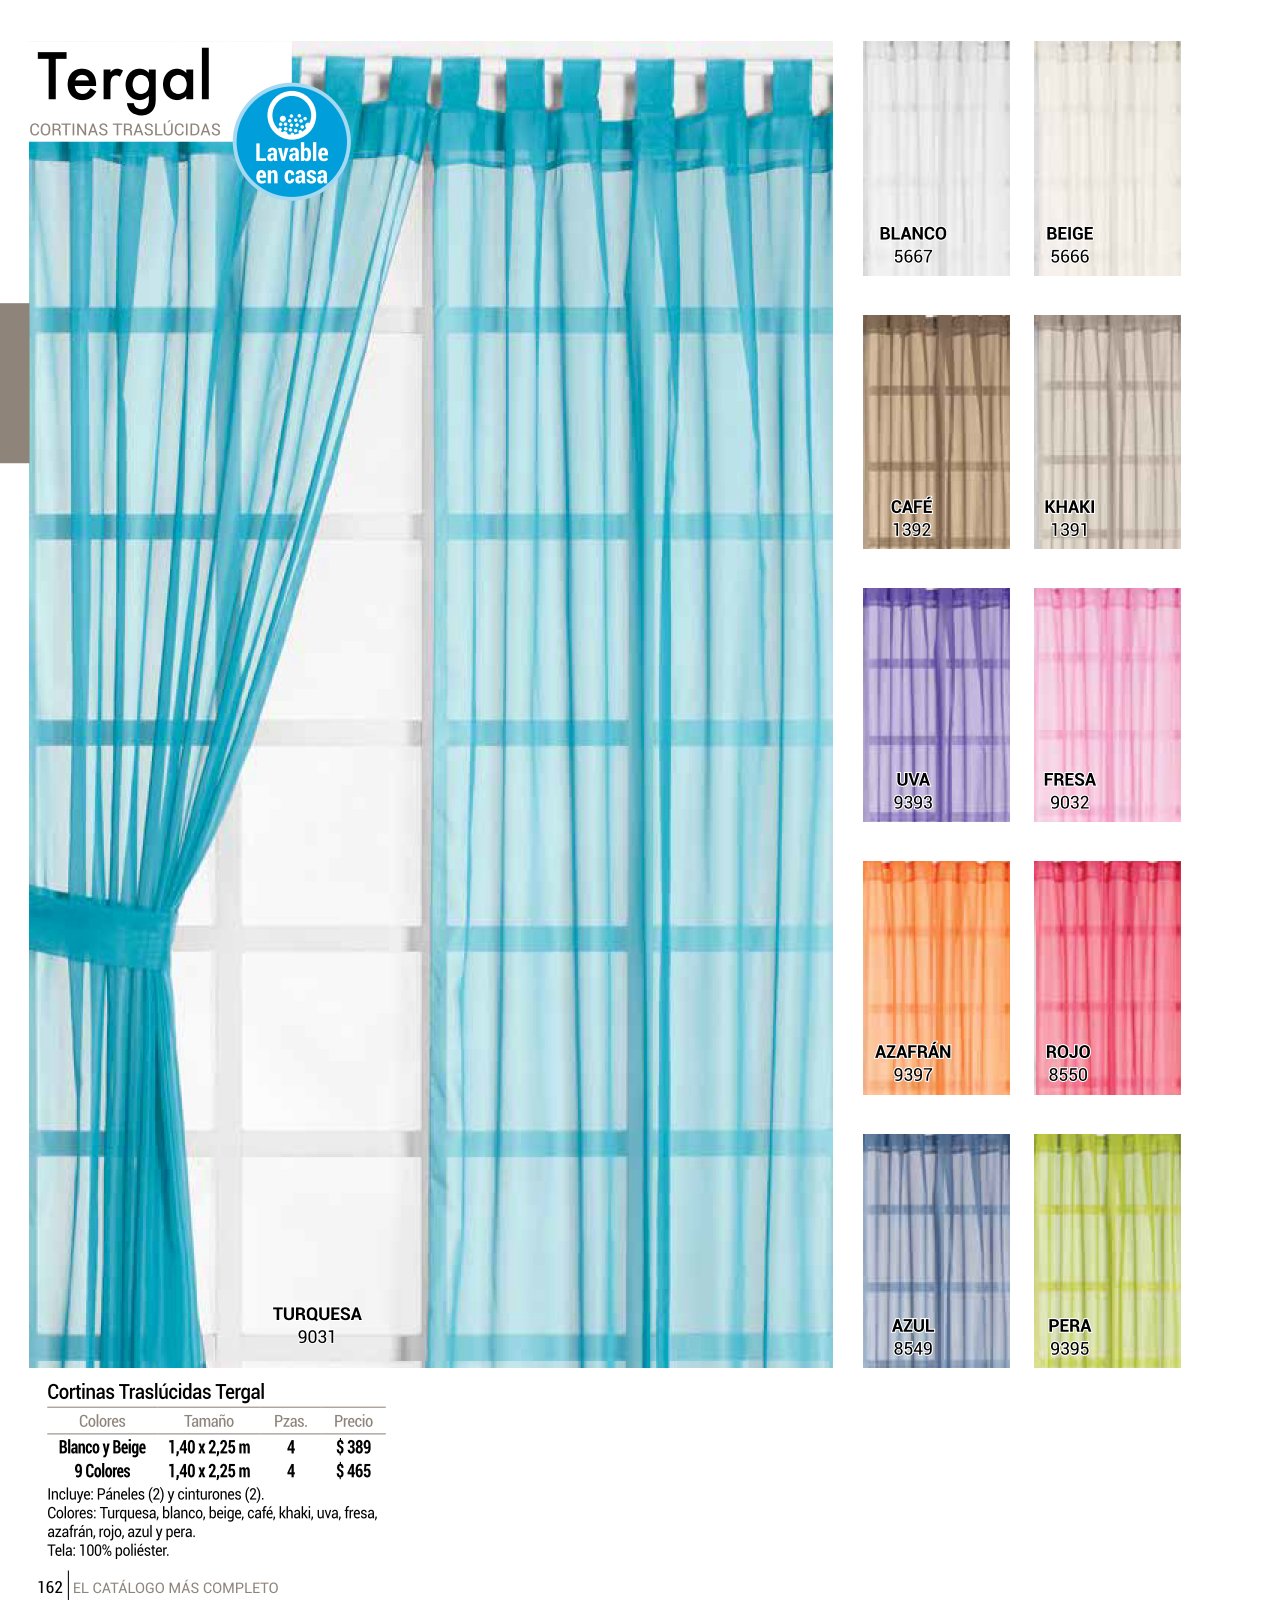 Tergal
CORTINAS TRASLÚCIDAS
Lavable
en casa
BLANCO
5667
BEIGE
5666
CAFÉ
1392
KHAKI
1391
UVA
9393
FRESA
9032
AZAFRÁN
9397
ROJO
8550
AZUL
8549
PERA
9395
TURQUESA
9031
Cortinas Traslúcidas Tergal
Colores Tamaño Pzas. Precio
Blanco y Beige 1,40 x 2,25 m 4 $ 389
9 Colores 1,40 x 2,25 m 4 $ 465
Incluye: Páneles (2) y cinturones (2).
Colores: Turquesa, blanco, beige, café, khaki, uva, fresa,
azafrán, rojo, azul y pera.
Tela: 100% poliéster.
162 EL CATÁLOGO MÁS COMPLETO